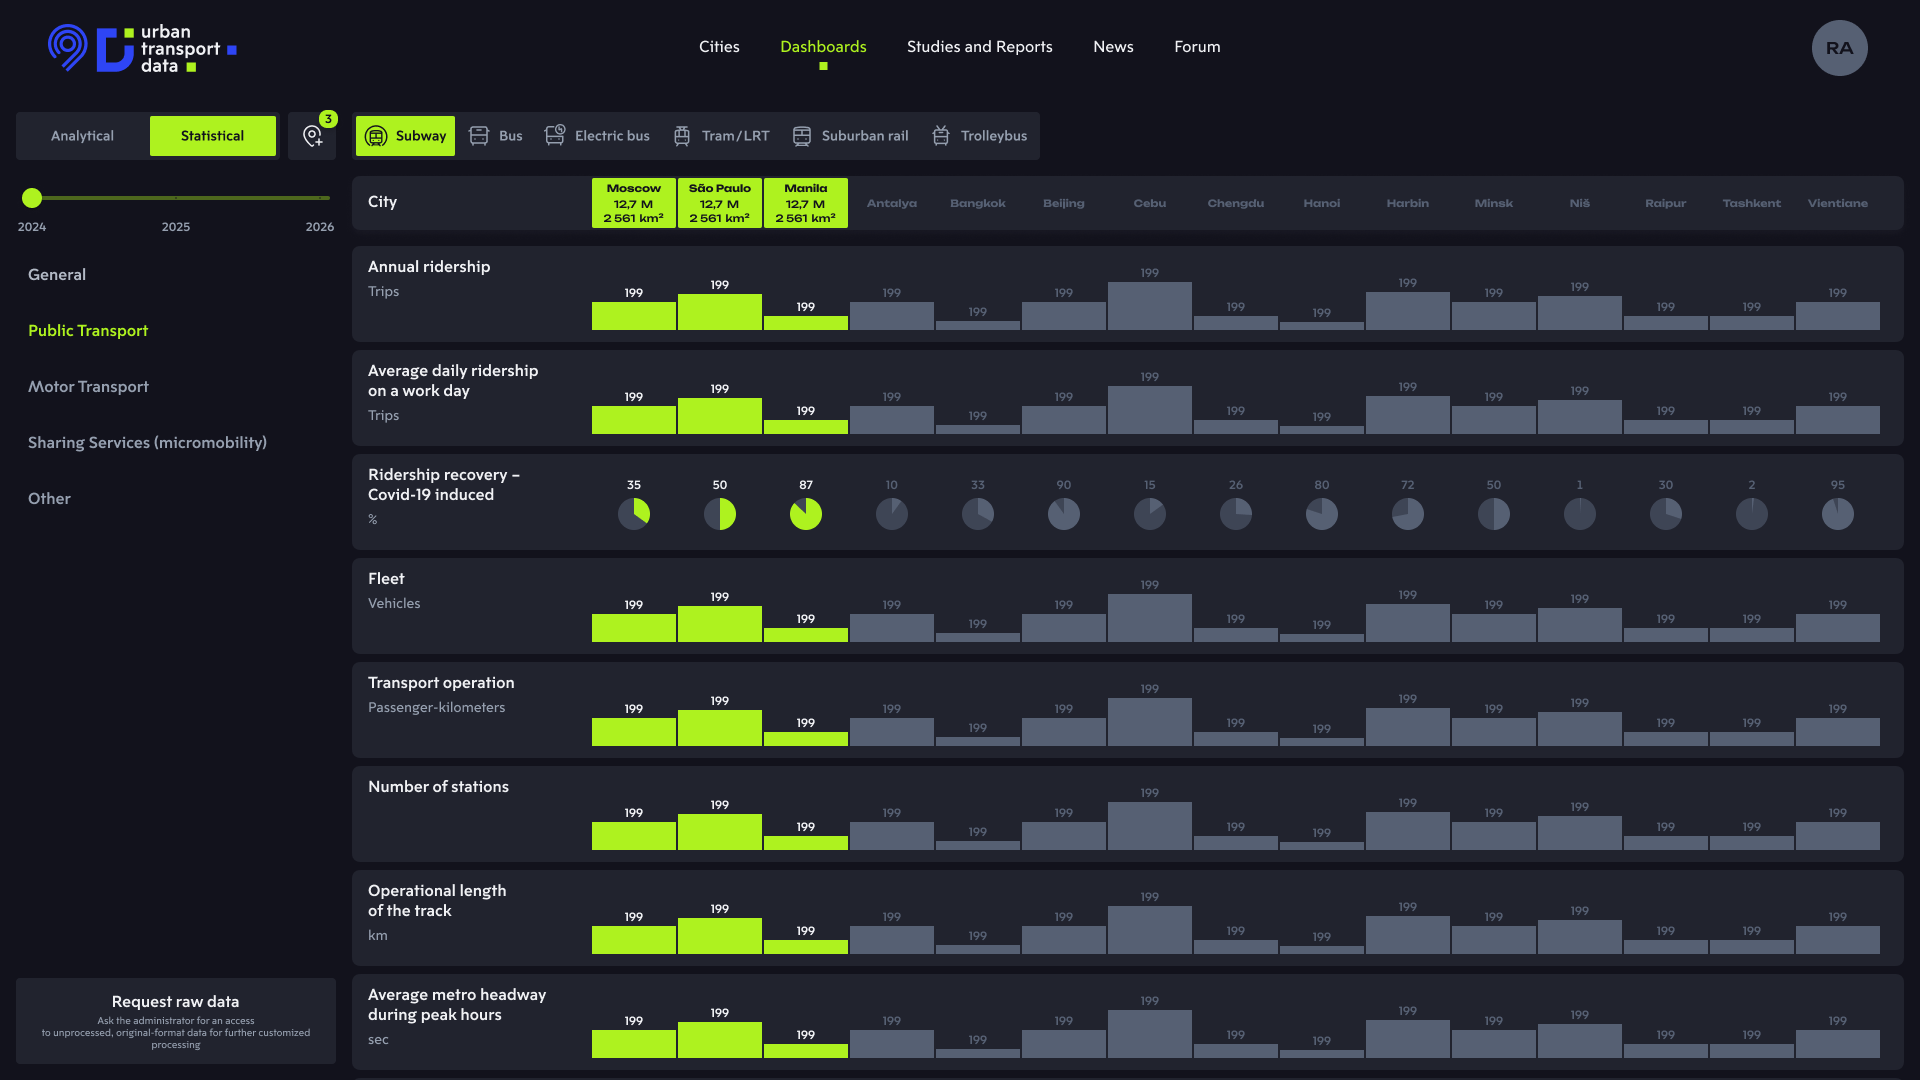 urban
transport
data
Cities
Dashboards
Studies and Reports
News
Forum
RA
Analytical
Statistical
3
Subway
Bus
Electric bus
Tram/LRT
Suburban rail
Trolleybus
2024
2025
2026
General
Public Transport
Motor Transport
Sharing Services (micromobility)
Other
Request raw data
Ask the administrator for an access
to unprocessed, original-format data for further customized
processing
City
Moscow
12,7 M
2 561 km²
São Paulo
12,7 M
2 561 km²
Manila
12,7 M
2 561 km²
Antalya
Bangkok
Beijing
Cebu
Chengdu
Hanoi
Harbin
Minsk
Niš
Raipur
Tashkent
Vientiane
Annual ridership
Trips
199 199 199 199 199 199 199 199 199 199 199 199 199 199 199
Average daily ridership
on a work day
Trips
199 199 199 199 199 199 199 199 199 199 199 199 199 199 199
Ridership recovery –
Covid-19 induced
%
35 50 87 10 33 90 15 26 80 72 50 1 30 2 95
Fleet
Vehicles
199 199 199 199 199 199 199 199 199 199 199 199 199 199 199
Transport operation
Passenger-kilometers
199 199 199 199 199 199 199 199 199 199 199 199 199 199 199
Number of stations
199 199 199 199 199 199 199 199 199 199 199 199 199 199 199
Operational length
of the track
km
199 199 199 199 199 199 199 199 199 199 199 199 199 199 199
Average metro headway
during peak hours
sec
199 199 199 199 199 199 199 199 199 199 199 199 199 199 199